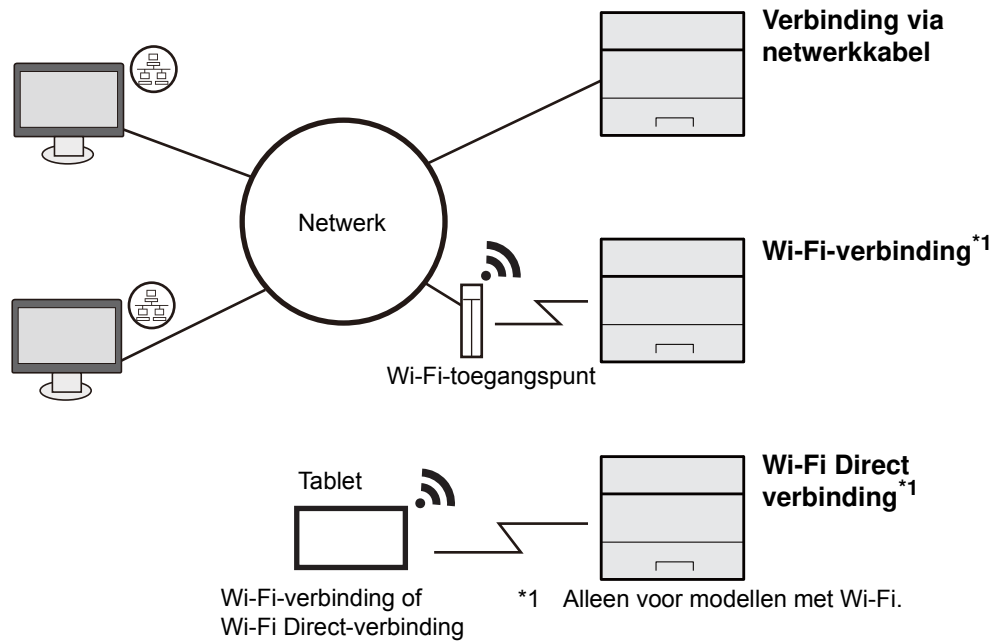 Verbinding via
netwerkkabel
Netwerk
Wi-Fi-verbinding*1
Wi-Fi-toegangspunt
Wi-Fi Direct
verbinding*1
Tablet
Wi-Fi-verbinding of
Wi-Fi Direct-verbinding
*1 Alleen voor modellen met Wi-Fi.